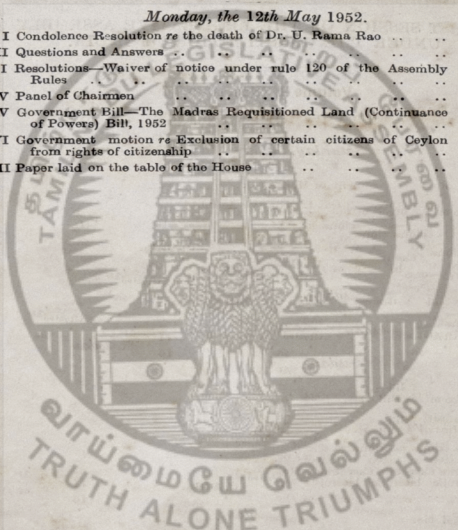 Monday, the 12th May 1952.
I Condolence Resolution re the death of Dr. U. Rama Rao .. .. ..
II Questions and Answers .. .. .. .. .. .. ..
I Resolutions—Waiver of notice under rule 120 of the Assembly
Rules .. .. .. .. .. .. .. ..
V Panel of Chairmen .. .. .. .. .. .. ..
V Government Bill—The Madras Requisitioned Land (Continuance
of Powers) Bill, 1952 .. .. .. .. .. ..
VI Government motion re Exclusion of certain citizens of Ceylon
from rights of citizenship .. .. .. .. ..
II Paper laid on the table of the House .. .. .. .. ..
வாய்மையே வெல்லும்
TRUTH ALONE TRIUMPHS